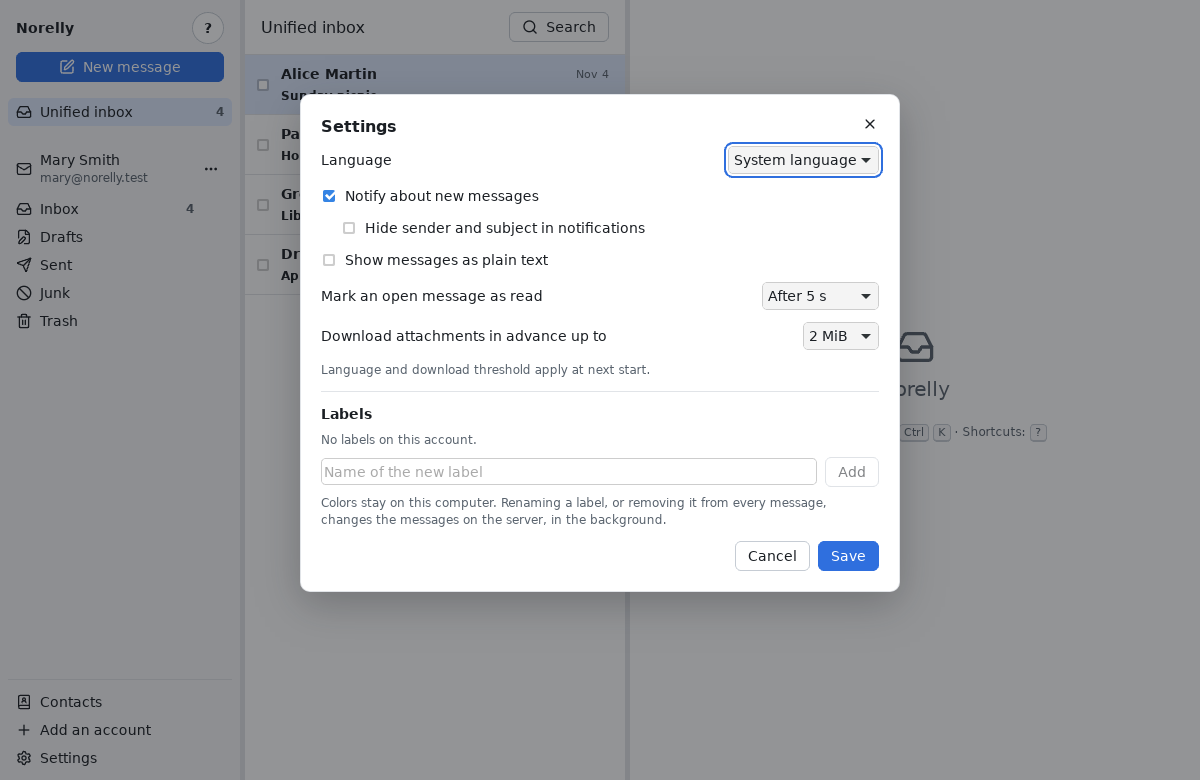 Norelly
?
New message
Unified inbox
4
Mary Smith
mary@norelly.test
Inbox
4
Drafts
Sent
Junk
Trash
Contacts
Add an account
Settings
Unified inbox
Search
Alice Martin
Nov 4
Settings
Language
System language
Notify about new messages
Hide sender and subject in notifications
Show messages as plain text
Mark an open message as read
After 5 s
Download attachments in advance up to
2 MiB
Language and download threshold apply at next start.
Labels
No labels on this account.
Name of the new label
Add
Colors stay on this computer. Renaming a label, or removing it from every message,
changes the messages on the server, in the background.
Cancel
Save
Ctrl K · Shortcuts: ?